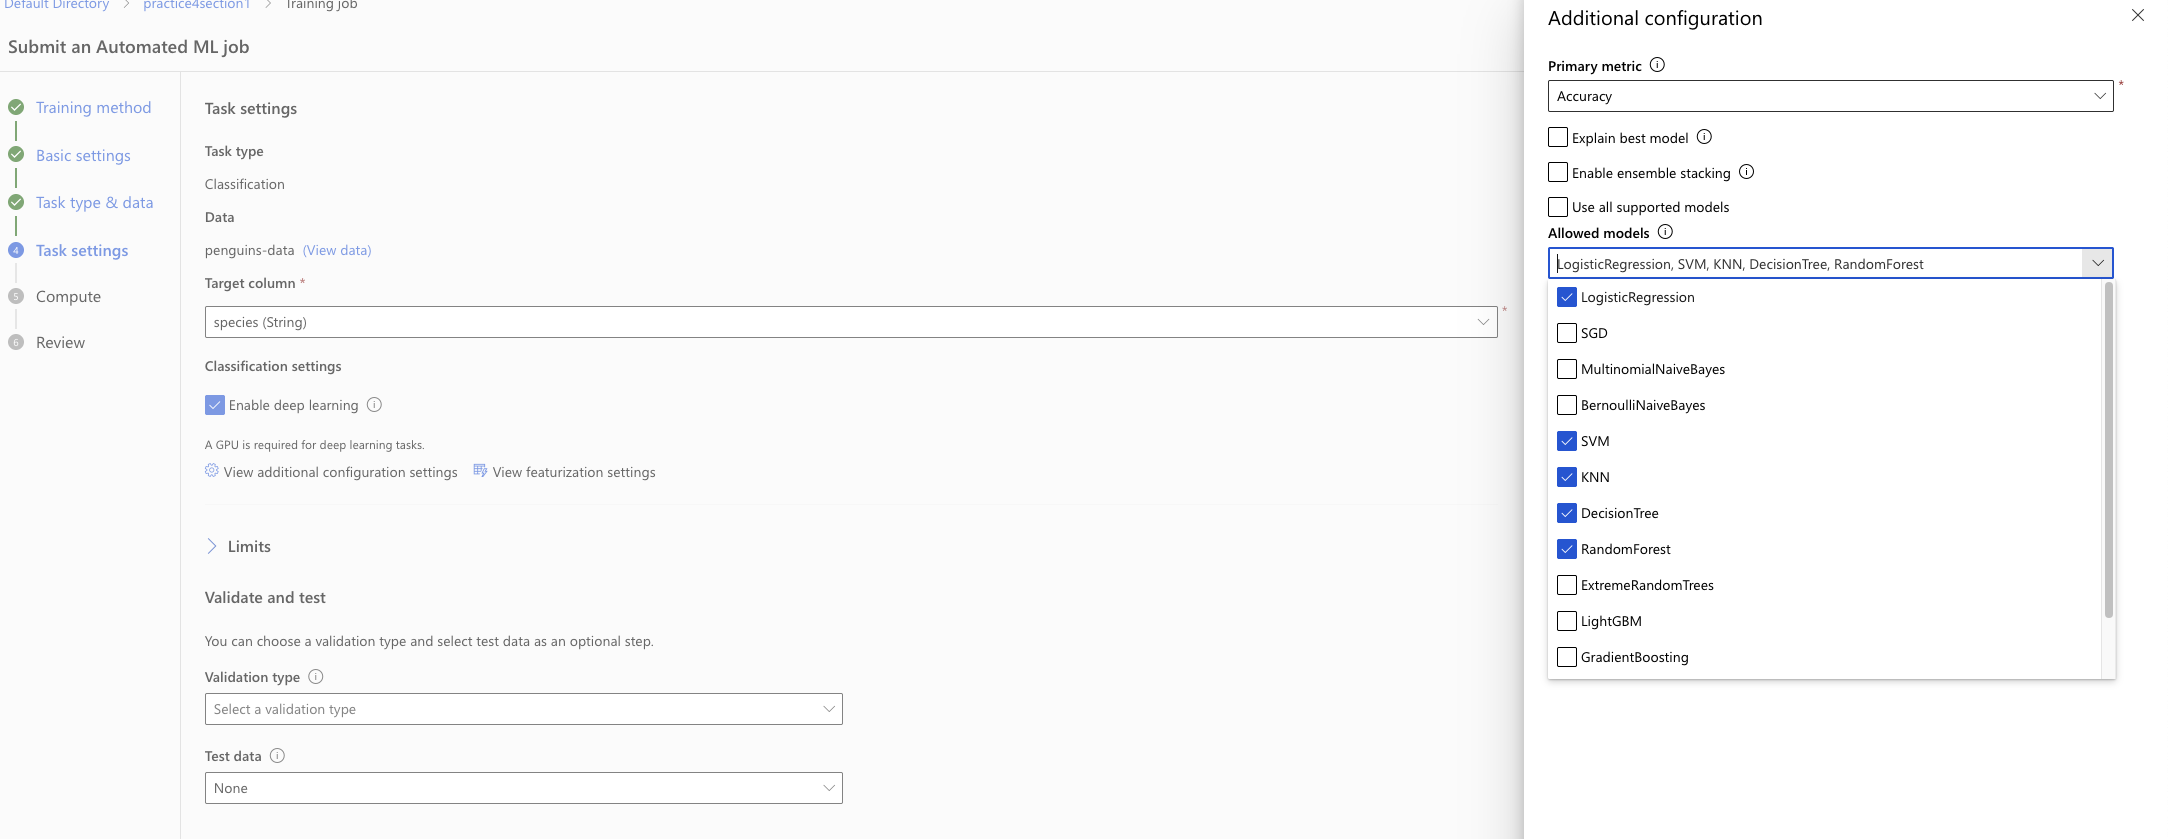 Default Directory > practice4section1 > Training job
Submit an Automated ML job
Training method
Basic settings
Task type & data
4 Task settings
5 Compute
6 Review
Task settings
Task type
Classification
Data
penguins-data (View data)
Target column *
species (String) *
Classification settings
Enable deep learning
A GPU is required for deep learning tasks.
View additional configuration settings View featurization settings
Limits
Validate and test
You can choose a validation type and select test data as an optional step.
Validation type
Select a validation type
Test data
None
Additional configuration
Primary metric
Accuracy *
Explain best model
Enable ensemble stacking
Use all supported models
Allowed models
LogisticRegression, SVM, KNN, DecisionTree, RandomForest
LogisticRegression
SGD
MultinomialNaiveBayes
BernoulliNaiveBayes
SVM
KNN
DecisionTree
RandomForest
ExtremeRandomTrees
LightGBM
GradientBoosting